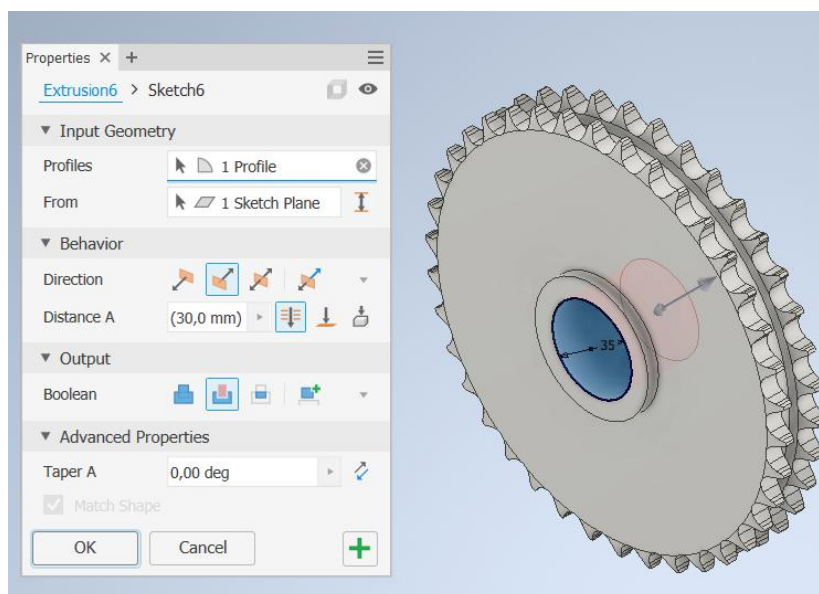 Properties × +
Extrusion6 > Sketch6
Input Geometry
Profiles 1 Profile
From 1 Sketch Plane
Behavior
Direction
Distance A (30,0 mm)
Output
Boolean
Advanced Properties
Taper A 0,00 deg
Match Shape
OK Cancel
35